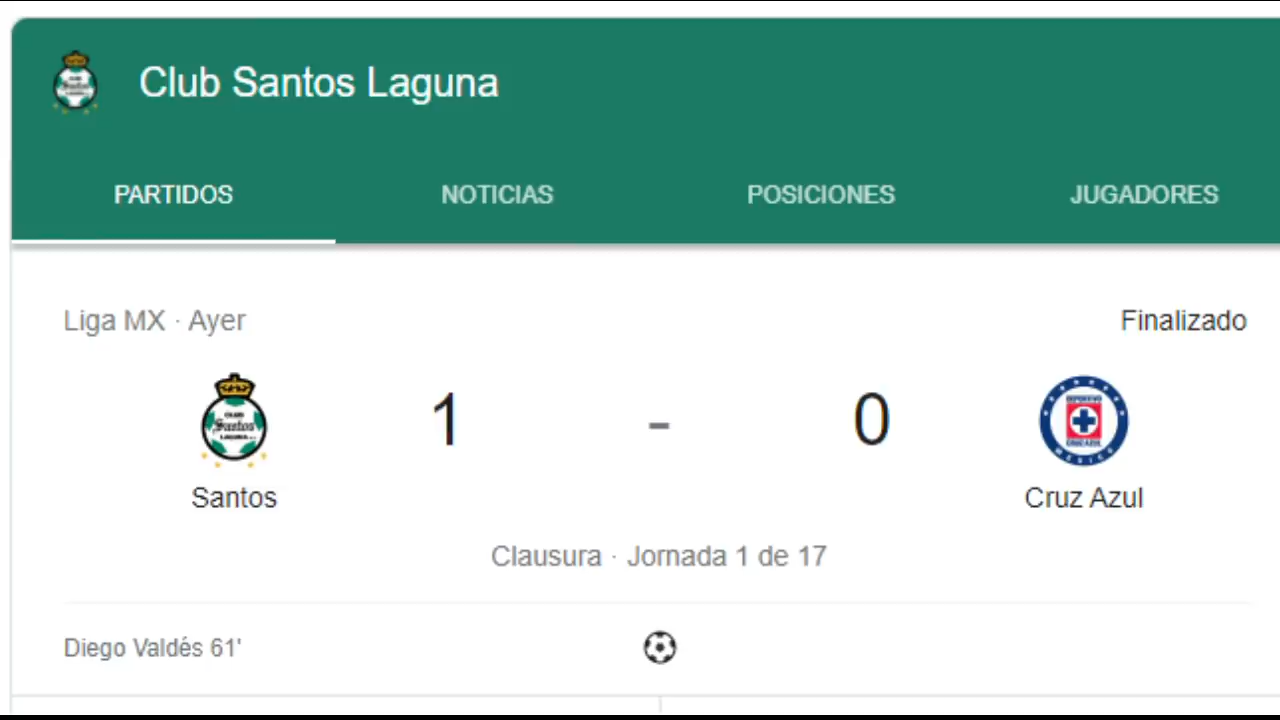 Club Santos Laguna
PARTIDOS NOTICIAS POSICIONES JUGADORES
Liga MX · Ayer Finalizado
1 - 0
Santos Cruz Azul
Clausura · Jornada 1 de 17
Diego Valdés 61'